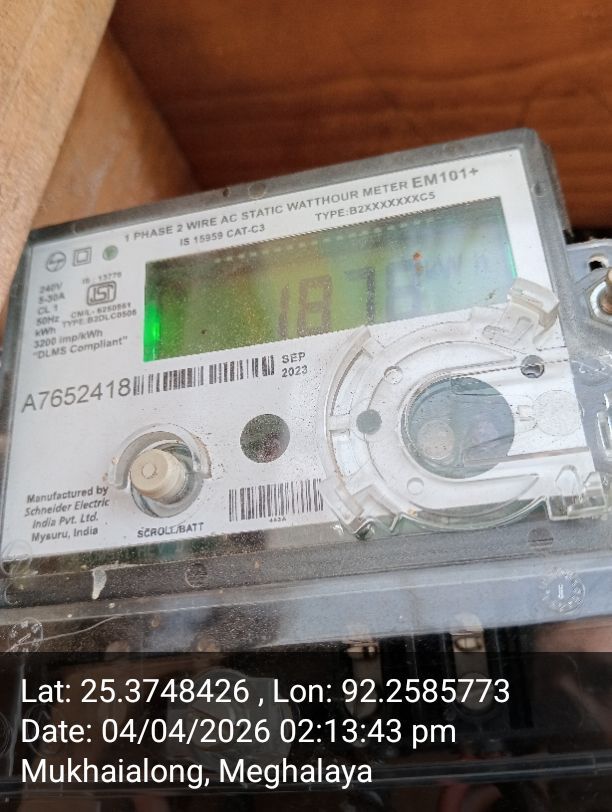 1 PHASE 2 WIRE AC STATIC WATTHOUR METER EM101+
IS 15959 CAT-C3
TYPE:B2XXXXXXXC5
240V
5-30A
CL 1
50Hz
kWh
3200 imp/kWh
"DLMS Compliant"
IS : 13779
ISI
CM/L- 6250561
TYPE:B2DLC0506
A7652418
SEP
2023
Manufactured by
Schneider Electric
India Pvt. Ltd.
Mysuru, India
SCROLL/BATT
Lat: 25.3748426 , Lon: 92.2585773
Date: 04/04/2026 02:13:43 pm
Mukhaialong, Meghalaya